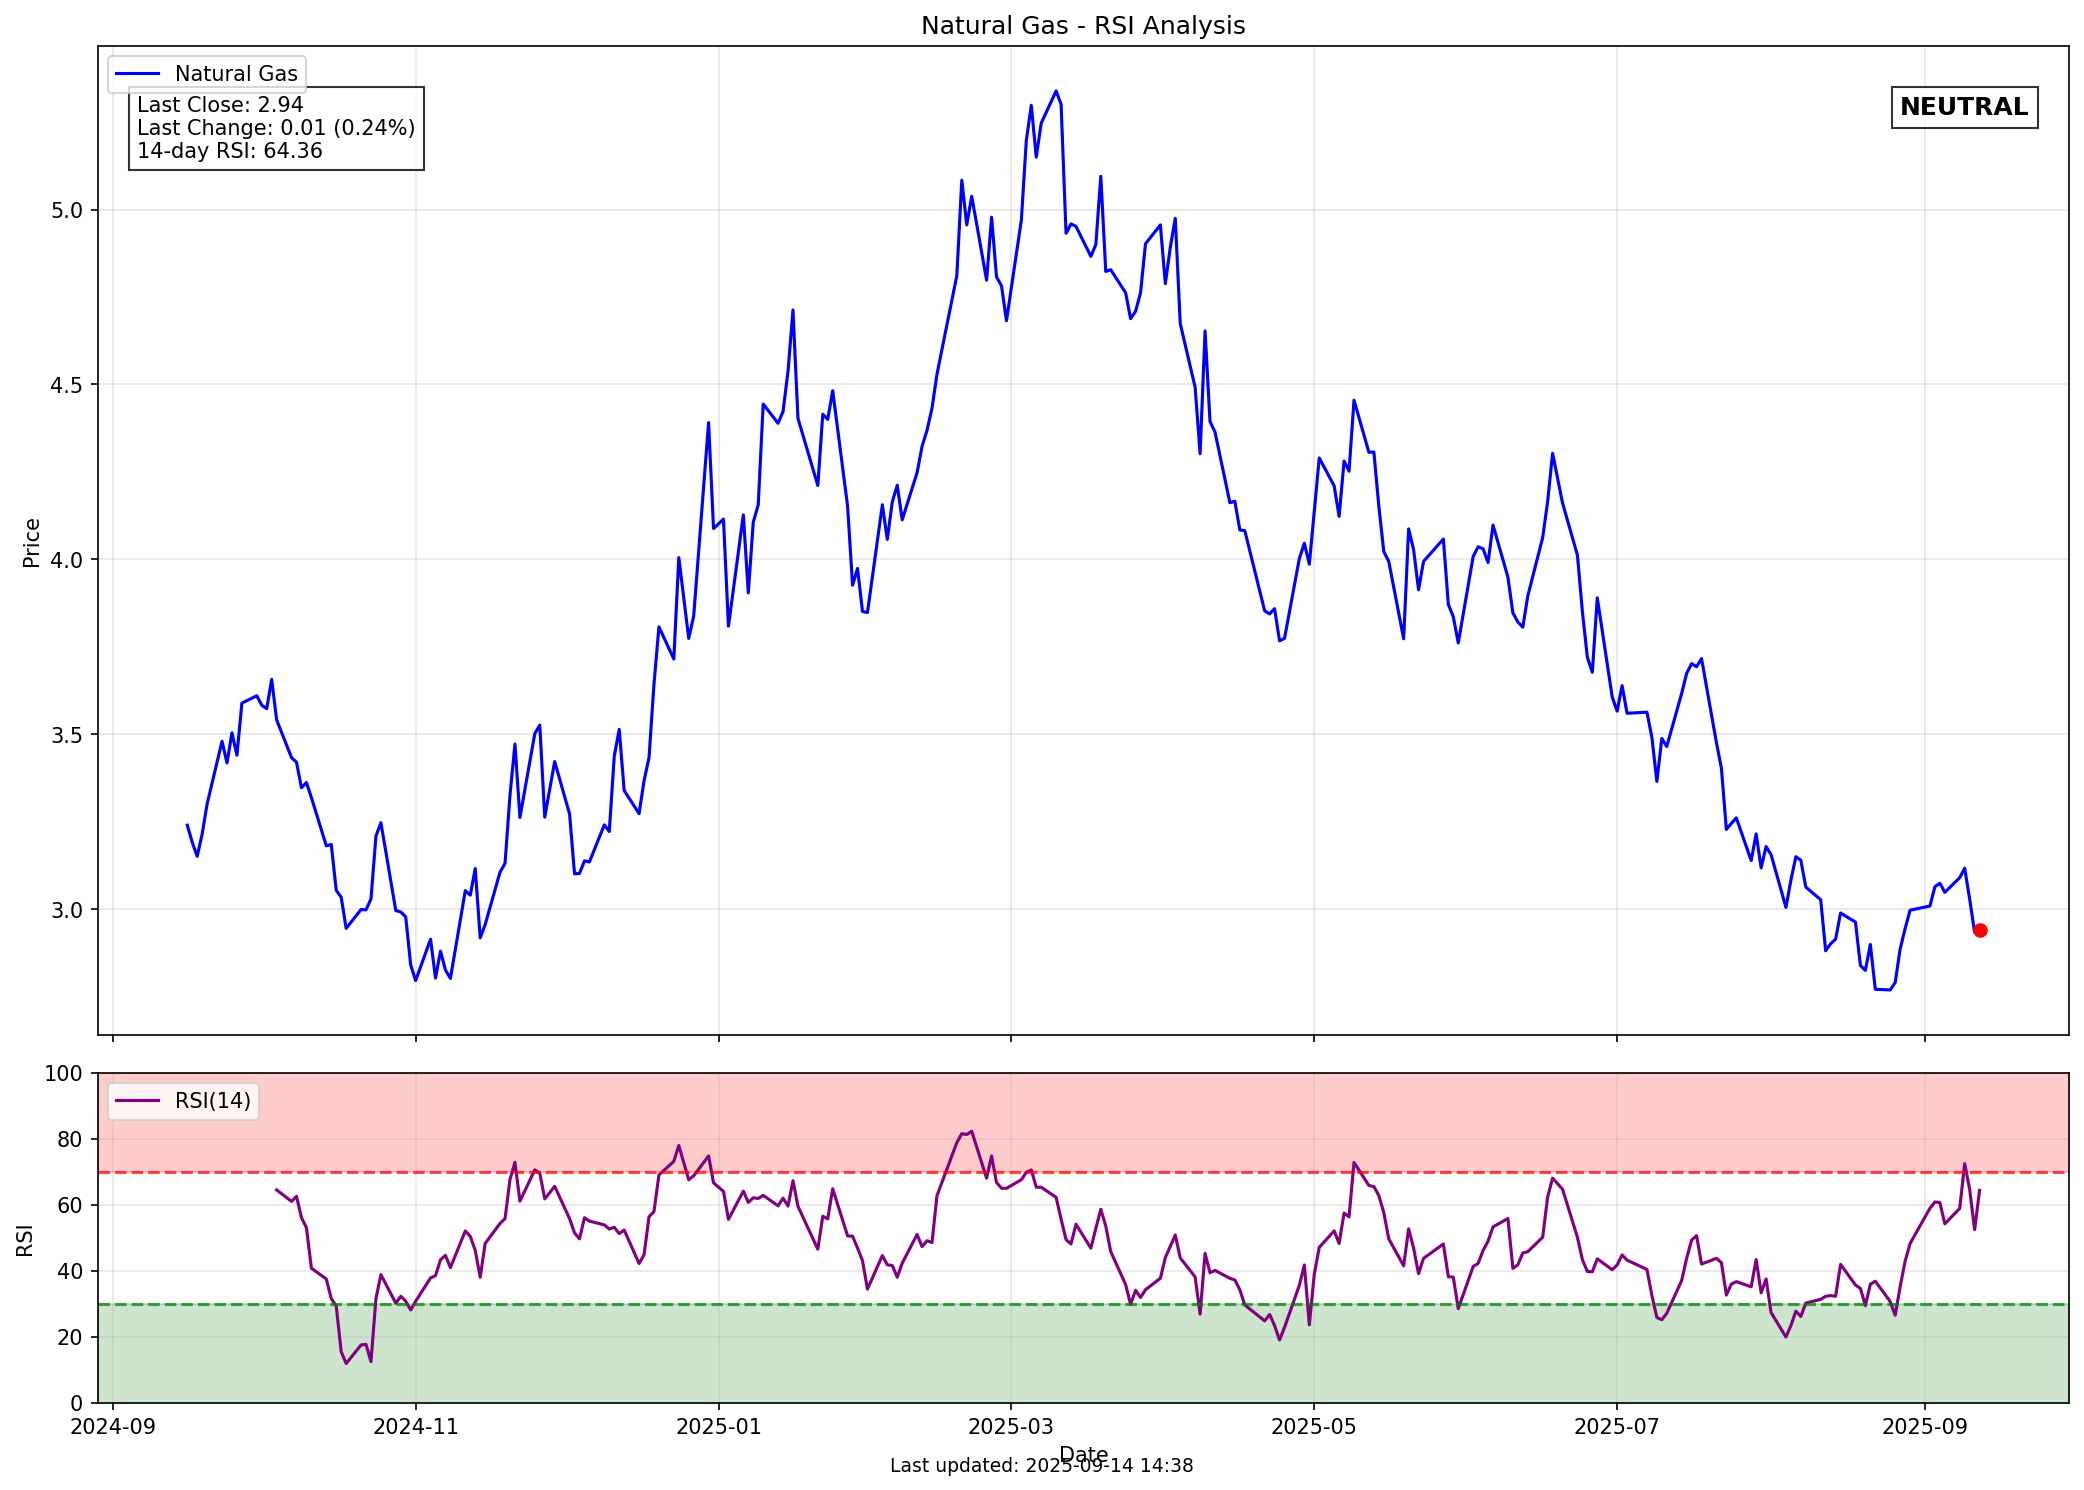 Natural Gas - RSI Analysis
Natural Gas
Last Close: 2.94
Last Change: 0.01 (0.24%)
14-day RSI: 64.36
NEUTRAL
Price
5.0
4.5
4.0
3.5
3.0
RSI(14)
RSI
100
80
60
40
20
0
2024-09
2024-11
2025-01
2025-03
2025-05
2025-07
2025-09
Date
Last updated: 2025-09-14 14:38